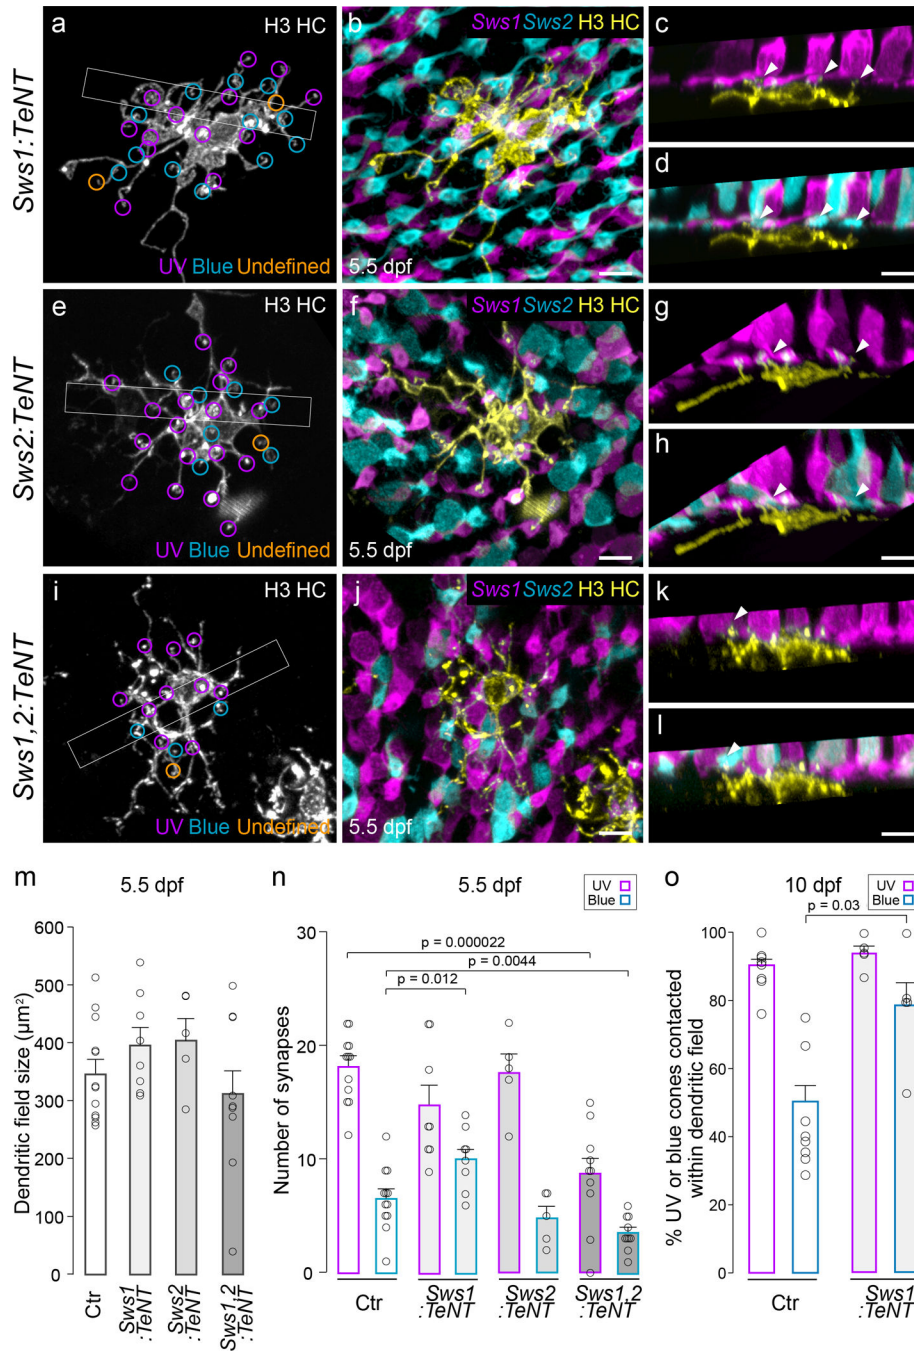 a
H3 HC
Sws1:TeNT
UV Blue Undefined
b
Sws1 Sws2 H3 HC
5.5 dpf
c
d
e
H3 HC
Sws2:TeNT
UV Blue Undefined
f
Sws1 Sws2 H3 HC
5.5 dpf
g
h
i
H3 HC
Sws1,2:TeNT
UV Blue Undefined
j
Sws1 Sws2 H3 HC
5.5 dpf
k
l
m
5.5 dpf
Dendritic field size (µm²)
600
500
400
300
200
100
0
Ctr
Sws1
:TeNT
Sws2
:TeNT
Sws1,2
:TeNT
n
5.5 dpf
UV
Blue
p = 0.000022
p = 0.0044
p = 0.012
Number of synapses
30
20
10
0
Ctr
Sws1
:TeNT
Sws2
:TeNT
Sws1,2
:TeNT
o
10 dpf
UV
Blue
p = 0.03
% UV or blue cones contacted
within dendritic field
100
80
60
40
20
0
Ctr
Sws1
:TeNT